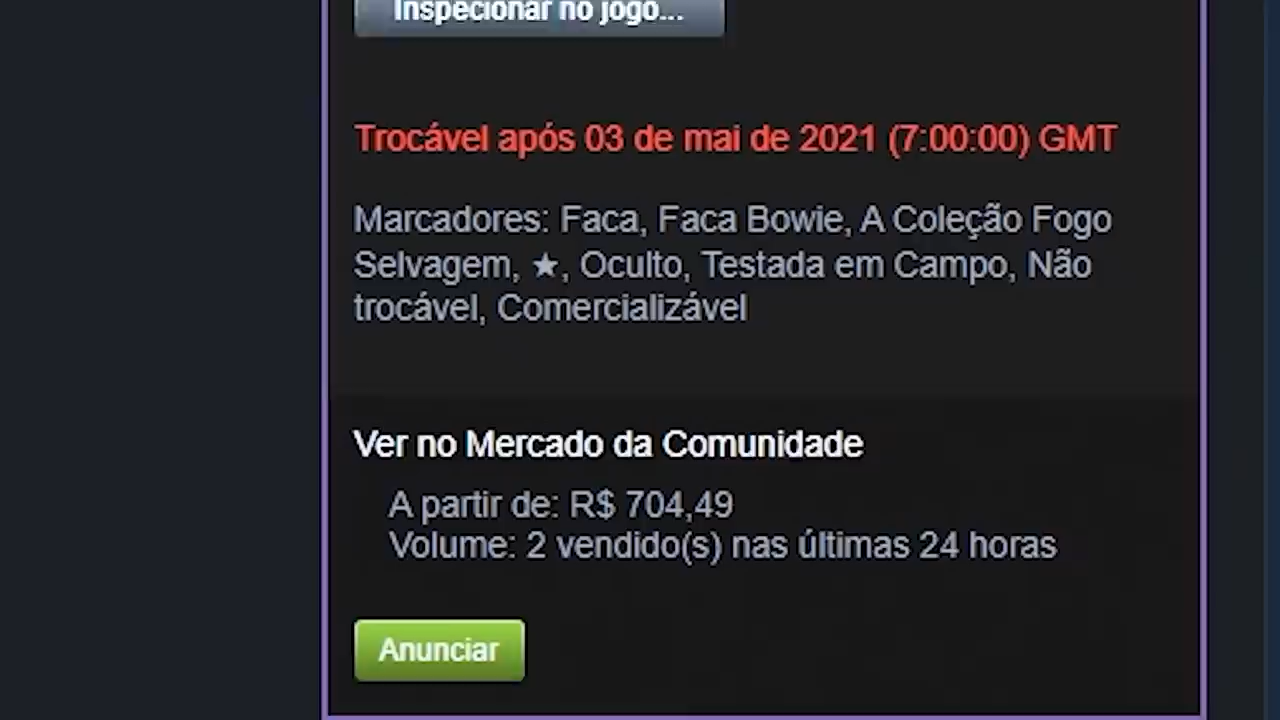 Inspecionar no jogo...
Trocável após 03 de mai de 2021 (7:00:00) GMT
Marcadores: Faca, Faca Bowie, A Coleção Fogo
Selvagem, ★, Oculto, Testada em Campo, Não
trocável, Comercializável
Ver no Mercado da Comunidade
A partir de: R$ 704,49
Volume: 2 vendido(s) nas últimas 24 horas
Anunciar